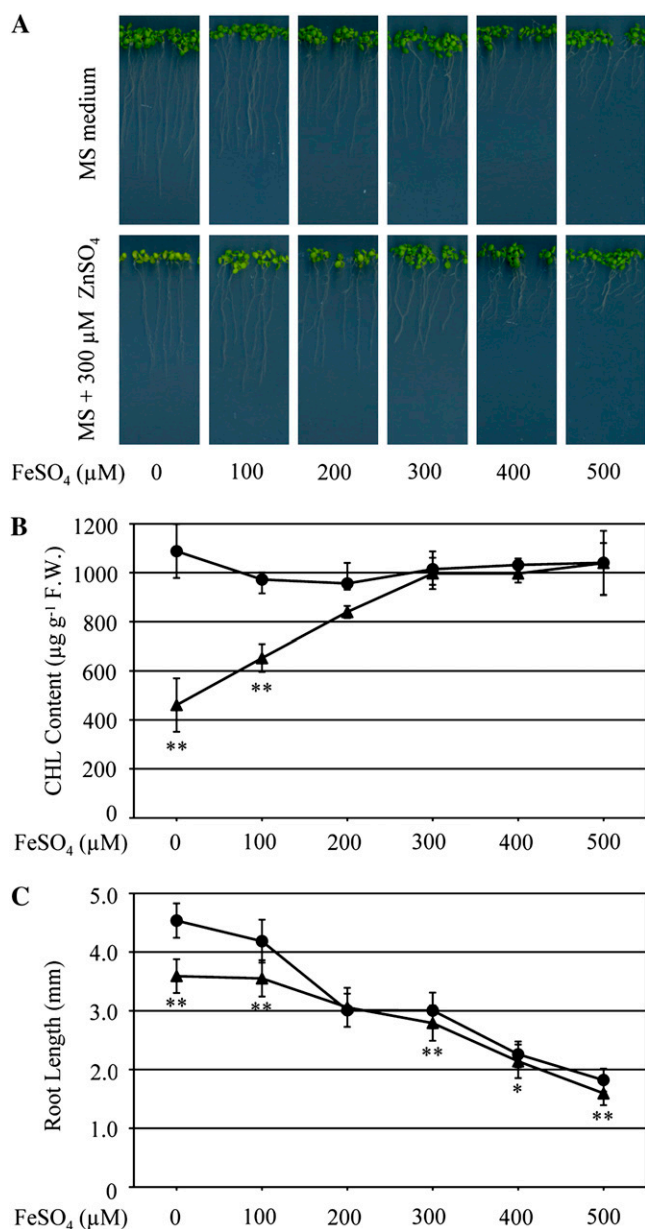 A
MS medium
MS + 300 µM ZnSO₄
FeSO₄ (µM) 0 100 200 300 400 500
B
CHL Content (µg g⁻¹ F.W.)
1200
1000
800
600
400
200
0
**
**
FeSO₄ (µM) 0 100 200 300 400 500
C
Root Length (mm)
5.0
4.0
3.0
2.0
1.0
0
**
**
**
*
**
FeSO₄ (µM) 0 100 200 300 400 500